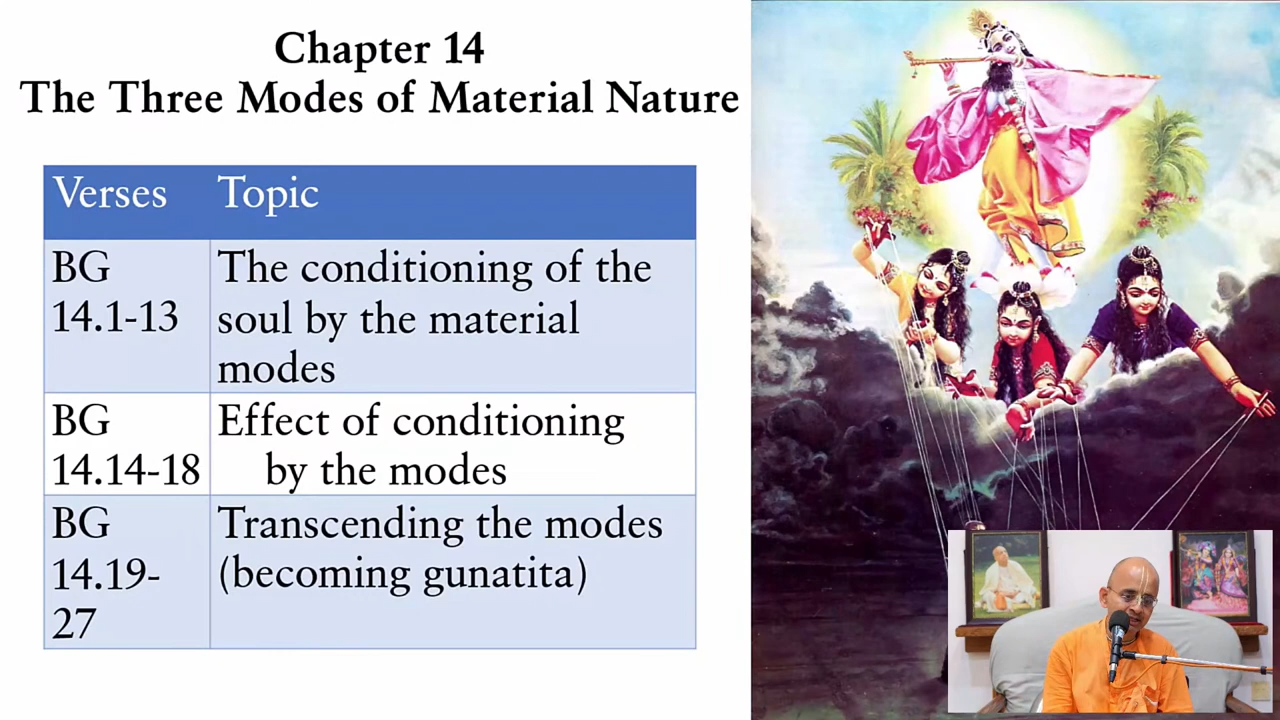 Chapter 14
The Three Modes of Material Nature
Verses Topic
BG The conditioning of the
14.1-13 soul by the material
modes
BG Effect of conditioning
14.14-18 by the modes
BG Transcending the modes
14.19- (becoming gunatita)
27